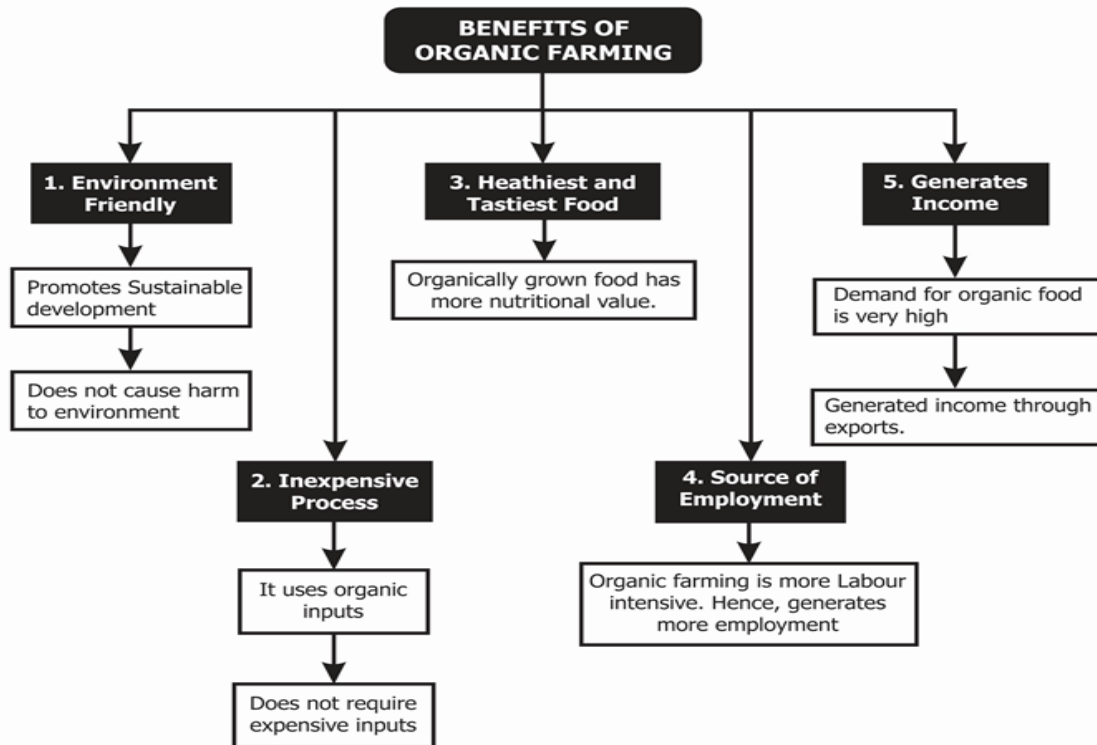 BENEFITS OF
ORGANIC FARMING
1. Environment
Friendly
Promotes Sustainable
development
Does not cause harm
to environment
2. Inexpensive
Process
It uses organic
inputs
Does not require
expensive inputs
3. Heathiest and
Tastiest Food
Organically grown food has
more nutritional value.
4. Source of
Employment
Organic farming is more Labour
intensive. Hence, generates
more employment
5. Generates
Income
Demand for organic food
is very high
Generated income through
exports.